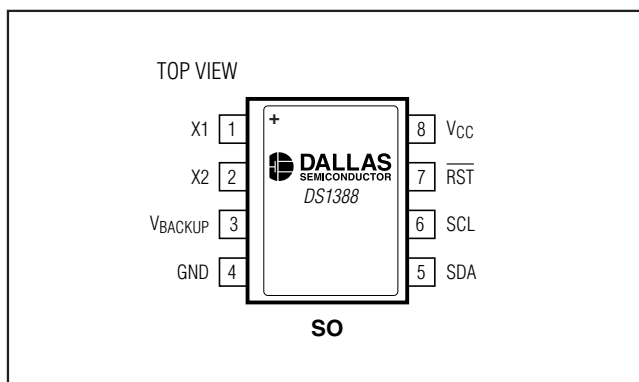 TOP VIEW
X1 1
X2 2
VBACKUP 3
GND 4
+
DALLAS
SEMICONDUCTOR
DS1388
8 VCC
7 RST
6 SCL
5 SDA
SO